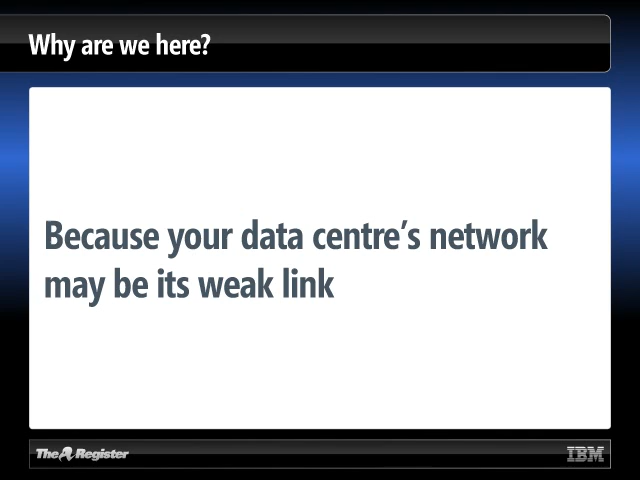 Why are we here?
Because your data centre's network
may be its weak link
The Register
IBM